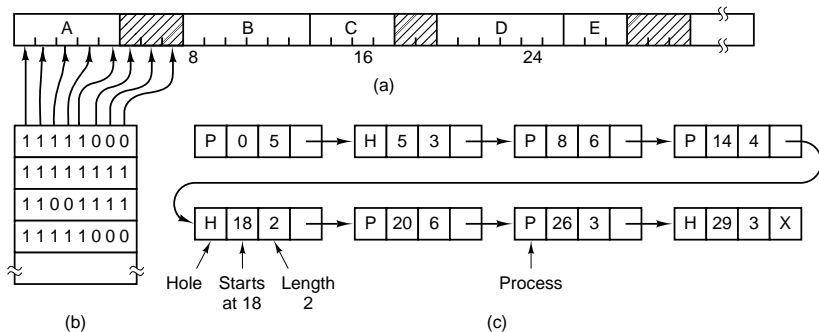 A B C D E
8 16 24
(a)
11111000
11111111
11001111
11111000
(b)
P 0 5 H 5 3 P 8 6 P 14 4
H 18 2 P 20 6 P 26 3 H 29 3 X
Hole Starts at 18 Length 2 Process
(c)